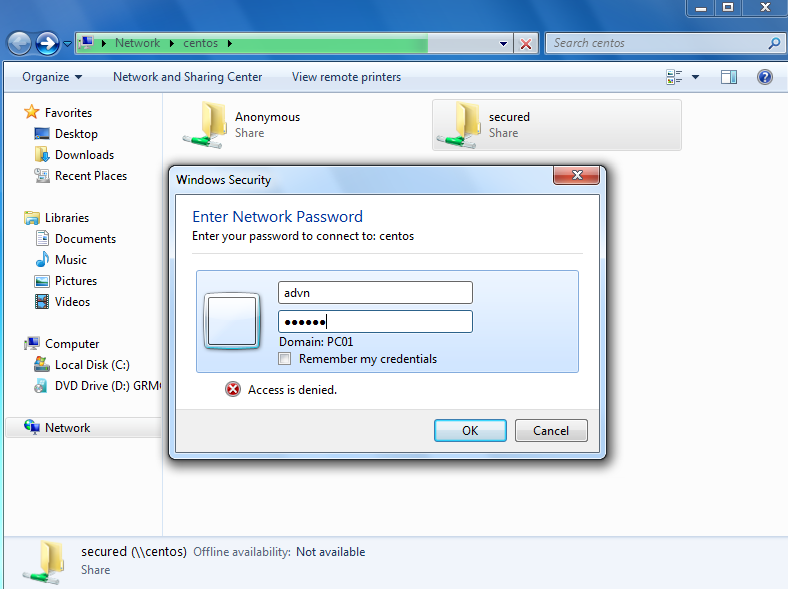 Network centos
Search centos
Organize Network and Sharing Center View remote printers
Favorites
Desktop
Downloads
Recent Places
Libraries
Documents
Music
Pictures
Videos
Computer
Local Disk (C:)
DVD Drive (D:) GRM
Network
Anonymous
Share
secured
Share
Windows Security
Enter Network Password
Enter your password to connect to: centos
advn
●●●●●●
Domain: PC01
Remember my credentials
Access is denied.
OK Cancel
secured (\\centos) Offline availability: Not available
Share